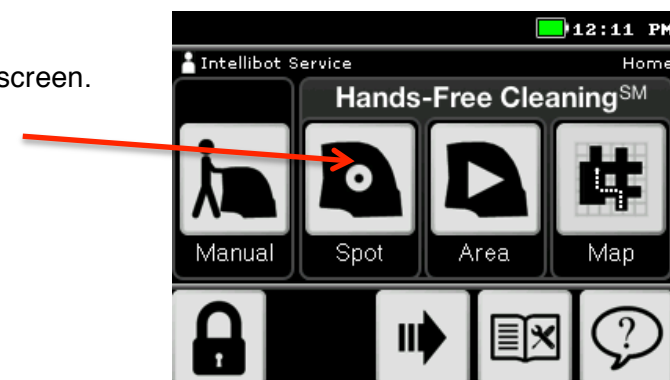 12:11 PM
Intellibot Service Home
screen.
Hands-Free Cleaning℠
Manual Spot Area Map
?